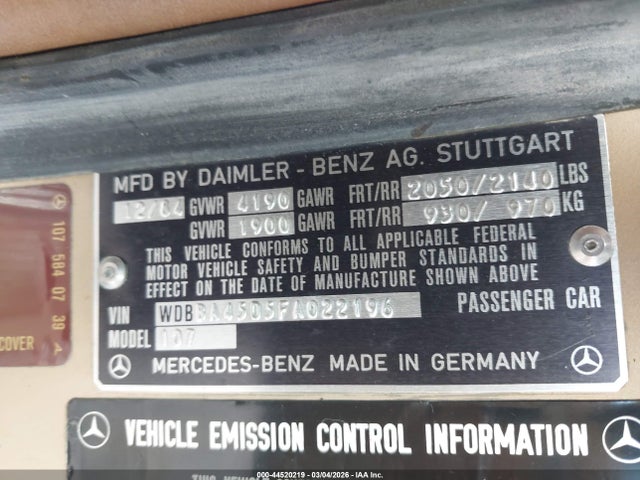 MFD BY DAIMLER - BENZ AG. STUTTGART
12/84 GVWR 4190 GAWR FRT/RR 2050/2140 LBS
GVWR 1900 GAWR FRT/RR 930/ 970 KG
THIS VEHICLE CONFORMS TO ALL APPLICABLE FEDERAL
MOTOR VEHICLE SAFETY AND BUMPER STANDARDS IN
EFFECT ON THE DATE OF MANUFACTURE SHOWN ABOVE
VIN WDBBA45D5FA022196 PASSENGER CAR
MODEL 107
MERCEDES-BENZ MADE IN GERMANY
107 584 07 39
COVER
VEHICLE EMISSION CONTROL INFORMATION
THIS
000-44520219 - 03/04/2026 - IAA Inc.